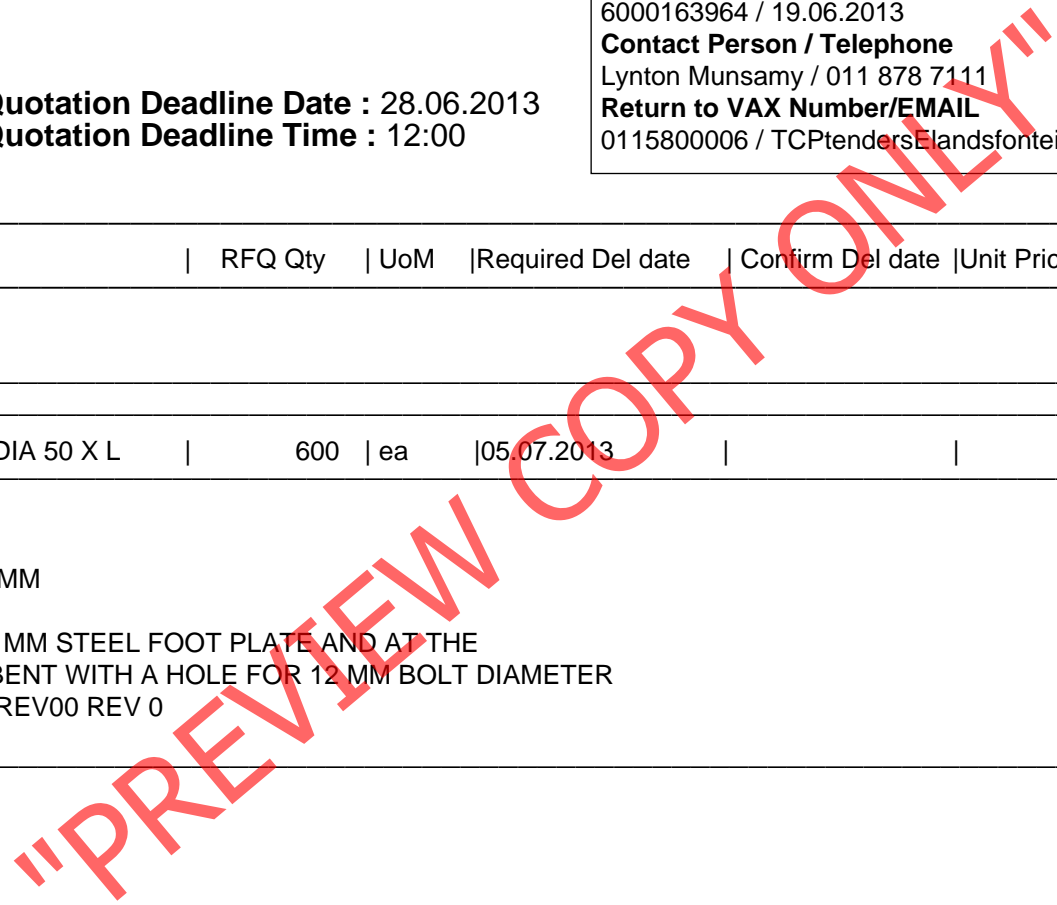 6000163964 / 19.06.2013
Contact Person / Telephone
Lynton Munsamy / 011 878 7111
Return to VAX Number/EMAIL
0115800006 / TCPtendersElandsfontei
Quotation Deadline Date : 28.06.2013
Quotation Deadline Time : 12:00
| RFQ Qty | UoM |Required Del date | Confirm Del date |Unit Pric
DIA 50 X L | 600 | ea |05.07.2013 | |
MM
MM STEEL FOOT PLATE AND AT THE
BENT WITH A HOLE FOR 12 MM BOLT DIAMETER
REV00 REV 0
"PREVIEW COPY ONLY"